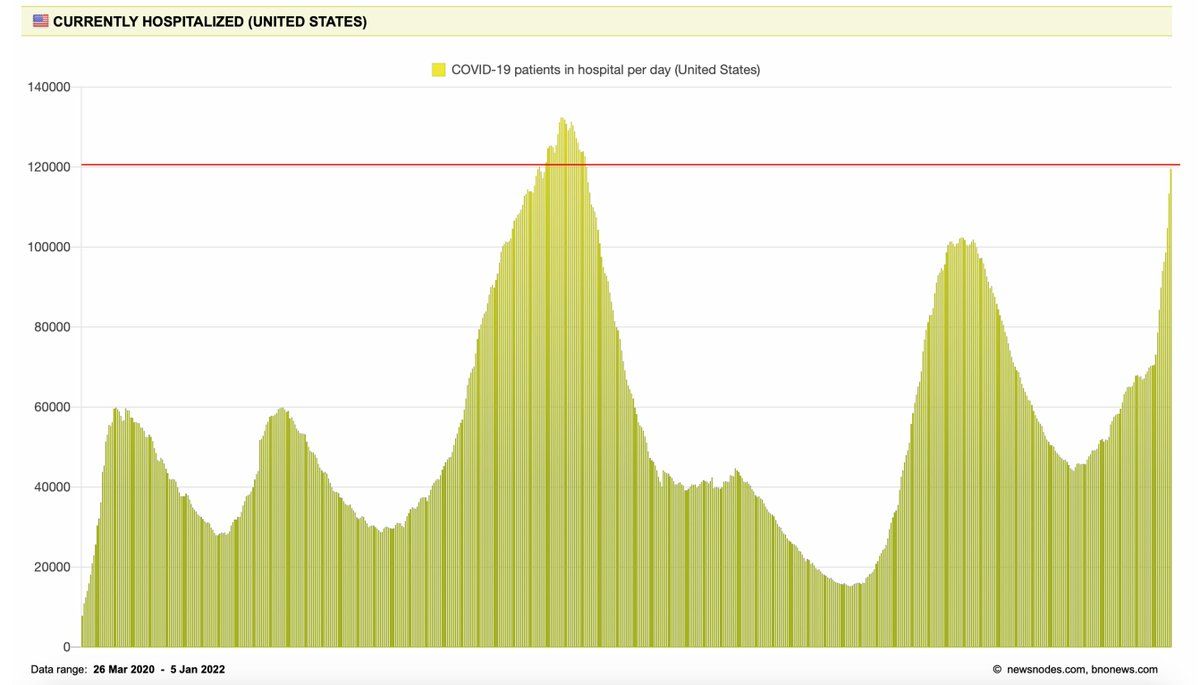 CURRENTLY HOSPITALIZED (UNITED STATES)
COVID-19 patients in hospital per day (United States)
140000
120000
100000
80000
60000
40000
20000
0
Data range: 26 Mar 2020 - 5 Jan 2022
© newsnodes.com, bnonews.com